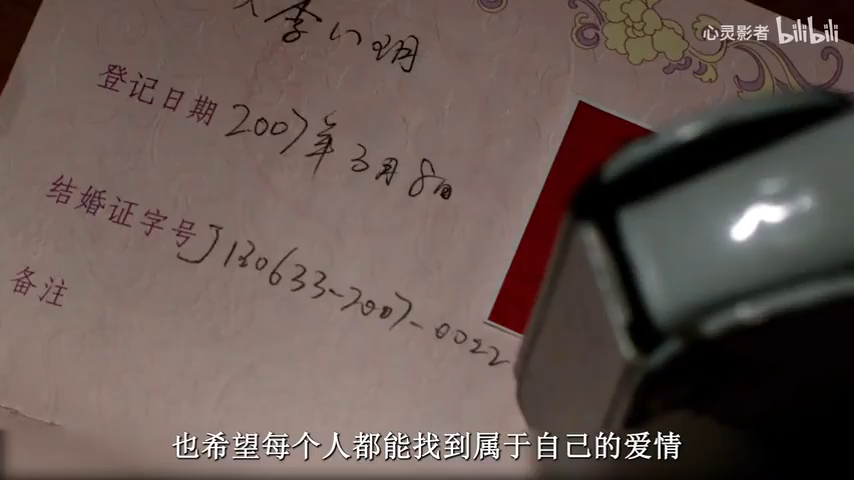 心灵影者 bilibili
登记日期 2007年3月8日
结婚证字号 J130633-2007-0022
备注
也希望每个人都能找到属于自己的爱情